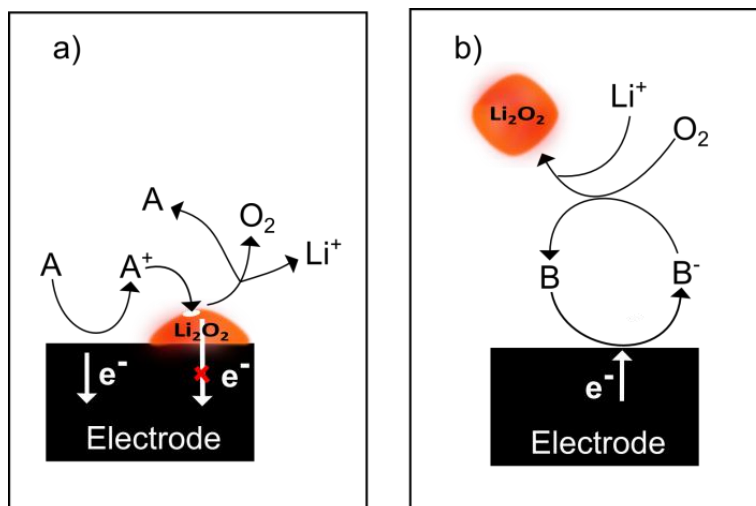 a)
A
O₂
Li⁺
A
A⁺
Li₂O₂
e⁻
e⁻
Electrode
b)
Li₂O₂
Li⁺
O₂
B
B⁻
e⁻
Electrode